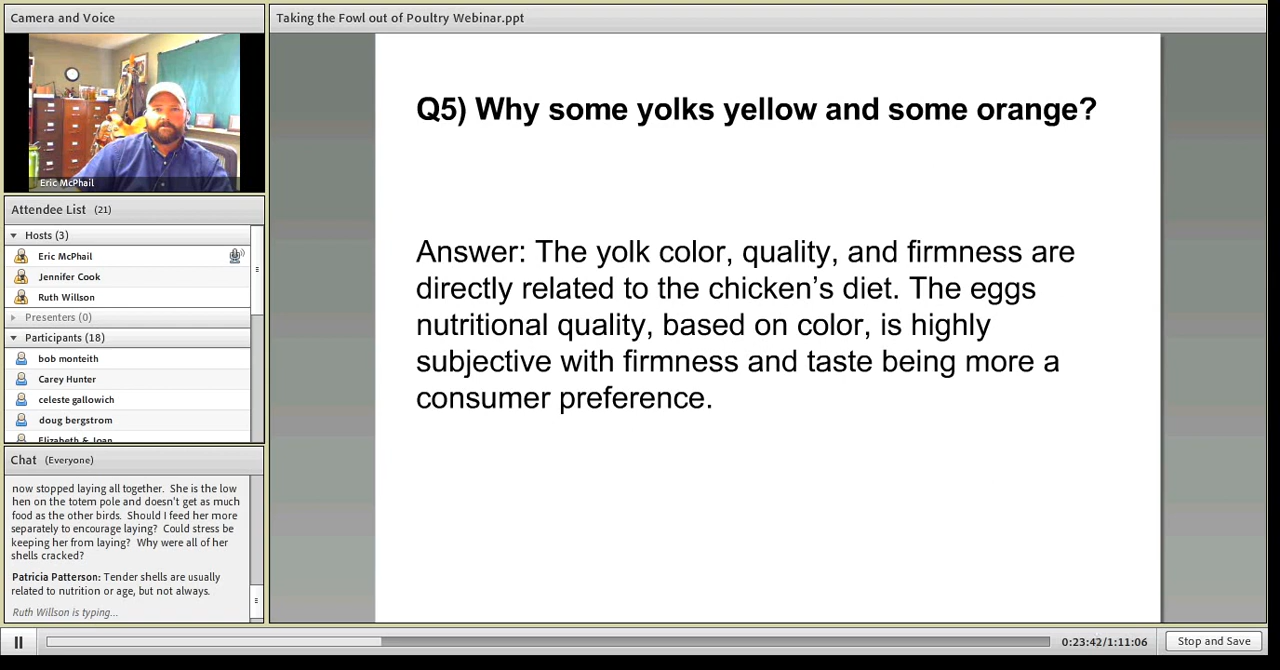 Camera and Voice
Eric McPhail
Attendee List (21)
Hosts (3)
Eric McPhail
Jennifer Cook
Ruth Willson
Presenters (0)
Participants (18)
bob monteith
Carey Hunter
celeste gallowich
doug bergstrom
Elizabeth & Joan
Chat (Everyone)
now stopped laying all together. She is the low
hen on the totem pole and doesn't get as much
food as the other birds. Should I feed her more
separately to encourage laying? Could stress be
keeping her from laying? Why were all of her
shells cracked?
Patricia Patterson: Tender shells are usually
related to nutrition or age, but not always.
Ruth Willson is typing...
Taking the Fowl out of Poultry Webinar.ppt
Q5) Why some yolks yellow and some orange?
Answer: The yolk color, quality, and firmness are
directly related to the chicken’s diet. The eggs
nutritional quality, based on color, is highly
subjective with firmness and taste being more a
consumer preference.
0:23:42/1:11:06
Stop and Save